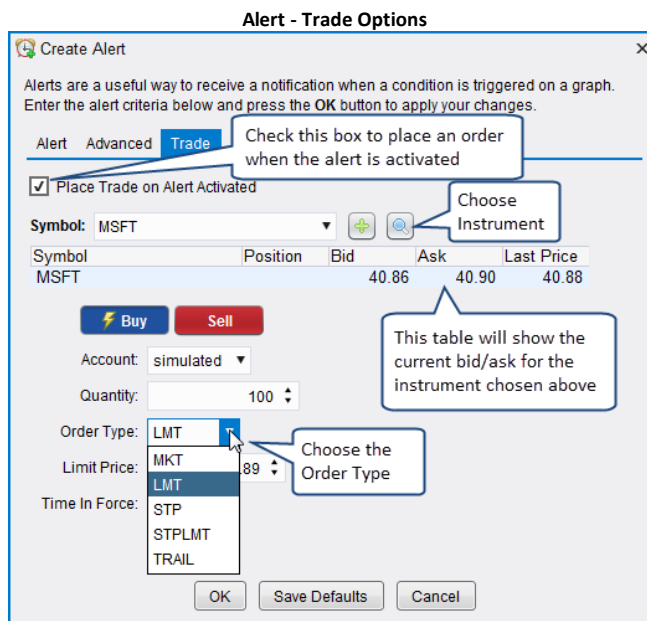 Alert - Trade Options
Create Alert
Alerts are a useful way to receive a notification when a condition is triggered on a graph.
Enter the alert criteria below and press the OK button to apply your changes.
Alert Advanced Trade
Check this box to place an order
when the alert is activated
Place Trade on Alert Activated
Choose
Instrument
Symbol: MSFT
Symbol Position Bid Ask Last Price
MSFT 40.86 40.90 40.88
Buy Sell
This table will show the
current bid/ask for the
instrument chosen above
Account: simulated
Quantity: 100
Order Type: LMT
Choose the
Order Type
MKT
Limit Price: .89
LMT
Time In Force:
STP
STPLMT
TRAIL
OK Save Defaults Cancel